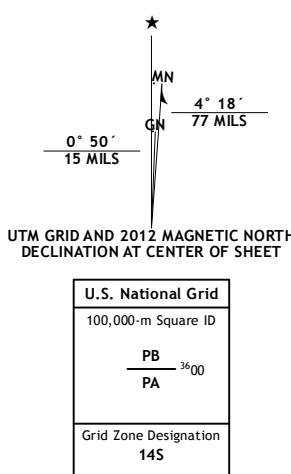 ★
MN
4° 18´
77 MILS
GN
0° 50´
15 MILS
UTM GRID AND 2012 MAGNETIC NORTH
DECLINATION AT CENTER OF SHEET
U.S. National Grid
100,000-m Square ID
PB
3600
PA
Grid Zone Designation
14S